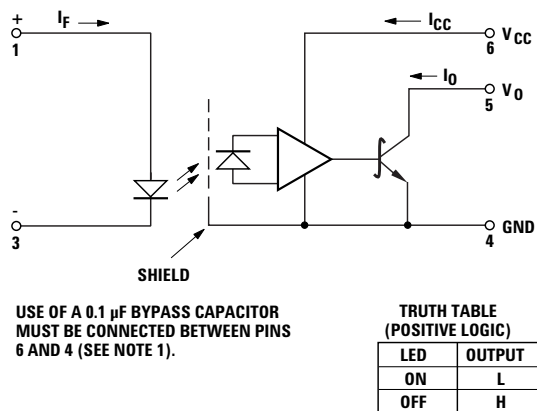 +
1
I_F
I_CC
6
V_CC
I_O
5
V_O
-
3
4
GND
SHIELD
USE OF A 0.1 µF BYPASS CAPACITOR
MUST BE CONNECTED BETWEEN PINS
6 AND 4 (SEE NOTE 1).
TRUTH TABLE
(POSITIVE LOGIC)
LED OUTPUT
ON L
OFF H